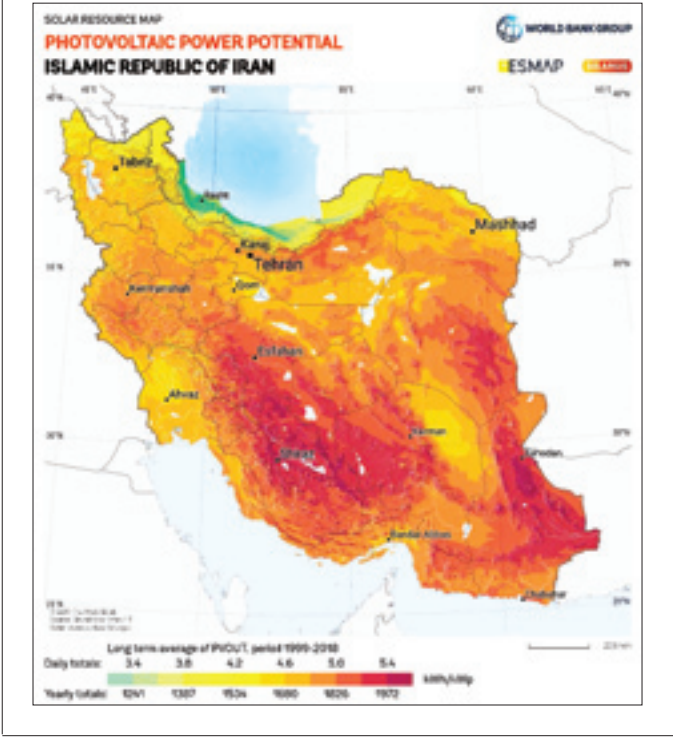 SOLAR RESOURCE MAP
PHOTOVOLTAIC POWER POTENTIAL
ISLAMIC REPUBLIC OF IRAN
WORLD BANK GROUP
ESMAP
SOLARGIS
Tabriz
Rasht
Mashhad
Karaj
Tehran
Qom
Kermanshah
Esfahan
Ahvaz
Kerman
Shiraz
Zahedan
Bandar Abbas
Chabahar
Long term average of PVOUT, period 1999-2018
Daily totals: 3.4 3.8 4.2 4.6 5.0 5.4
kWh/kWp
Yearly totals: 1241 1387 1534 1680 1826 1972